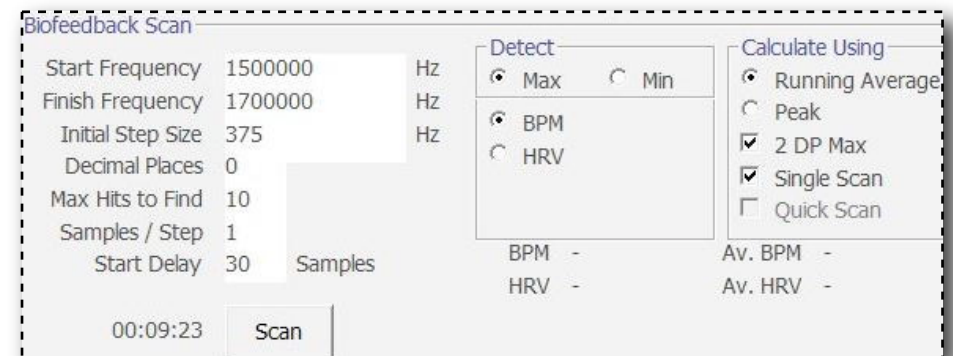 Biofeedback Scan
Start Frequency 1500000 Hz
Finish Frequency 1700000 Hz
Initial Step Size 375 Hz
Decimal Places 0
Max Hits to Find 10
Samples / Step 1
Start Delay 30 Samples
00:09:23 Scan
Detect
Max Min
BPM
HRV
BPM -
HRV -
Calculate Using
Running Average
Peak
2 DP Max
Single Scan
Quick Scan
Av. BPM -
Av. HRV -